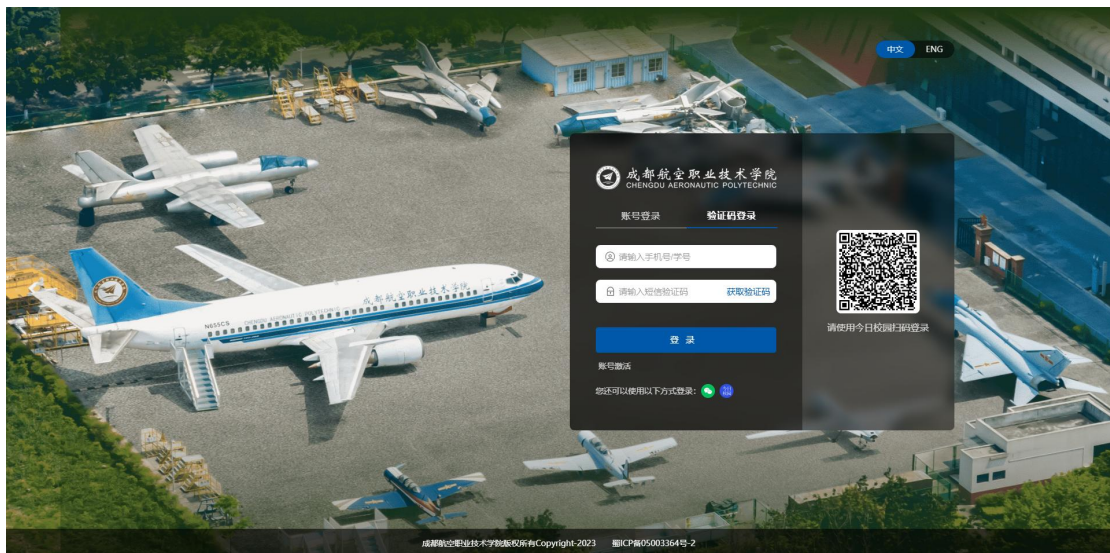 中文 ENG
成都航空职业技术学院
CHENGDU AERONAUTIC POLYTECHNIC
账号登录 验证码登录
请输入手机号/学号
请输入短信验证码 获取验证码
登 录
账号激活
您还可以使用以下方式登录:
请使用今日校园扫码登录
成都航空职业技术学院
N655CS CHENGDU AERONAUTIC POLYTECHNIC
成都航空职业技术学院版权所有Copyright-2023 蜀ICP备05003364号-2